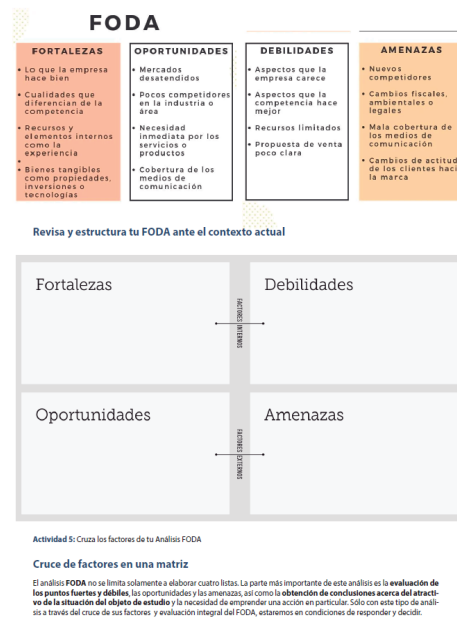 FODA
FORTALEZAS
• Lo que la empresa
hace bien
• Cualidades que
diferencian de la
competencia
• Recursos y
elementos internos
como la
experiencia
•
• Bienes tangibles
como propiedades,
inversiones o
tecnologías
OPORTUNIDADES
• Mercados
desatendidos
• Pocos competidores
en la industria o
área
• Necesidad
inmediata por los
servicios o
productos
• Cobertura de los
medios de
comunicación
DEBILIDADES
• Aspectos que la
empresa carece
• Aspectos que la
competencia hace
mejor
• Recursos limitados
• Propuesta de venta
poco clara
AMENAZAS
• Nuevos
competidores
• Cambios fiscales,
ambientales o
legales
• Mala cobertura de
los medios de
comunicación
• Cambios de actitud
de los clientes haci
la marca
Revisa y estructura tu FODA ante el contexto actual
Fortalezas
FACTORES INTERNOS
Debilidades
Oportunidades
FACTORES EXTERNOS
Amenazas
Actividad 5: Cruza los factores de tu Análisis FODA
Cruce de factores en una matriz
El análisis FODA no se limita solamente a elaborar cuatro listas. La parte más importante de este análisis es la evaluación de
los puntos fuertes y débiles, las oportunidades y las amenazas, así como la obtención de conclusiones acerca del atracti-
vo de la situación del objeto de estudio y la necesidad de emprender una acción en particular. Sólo con este tipo de análi-
sis a través del cruce de sus factores y evaluación integral del FODA, estaremos en condiciones de responder y decidir.